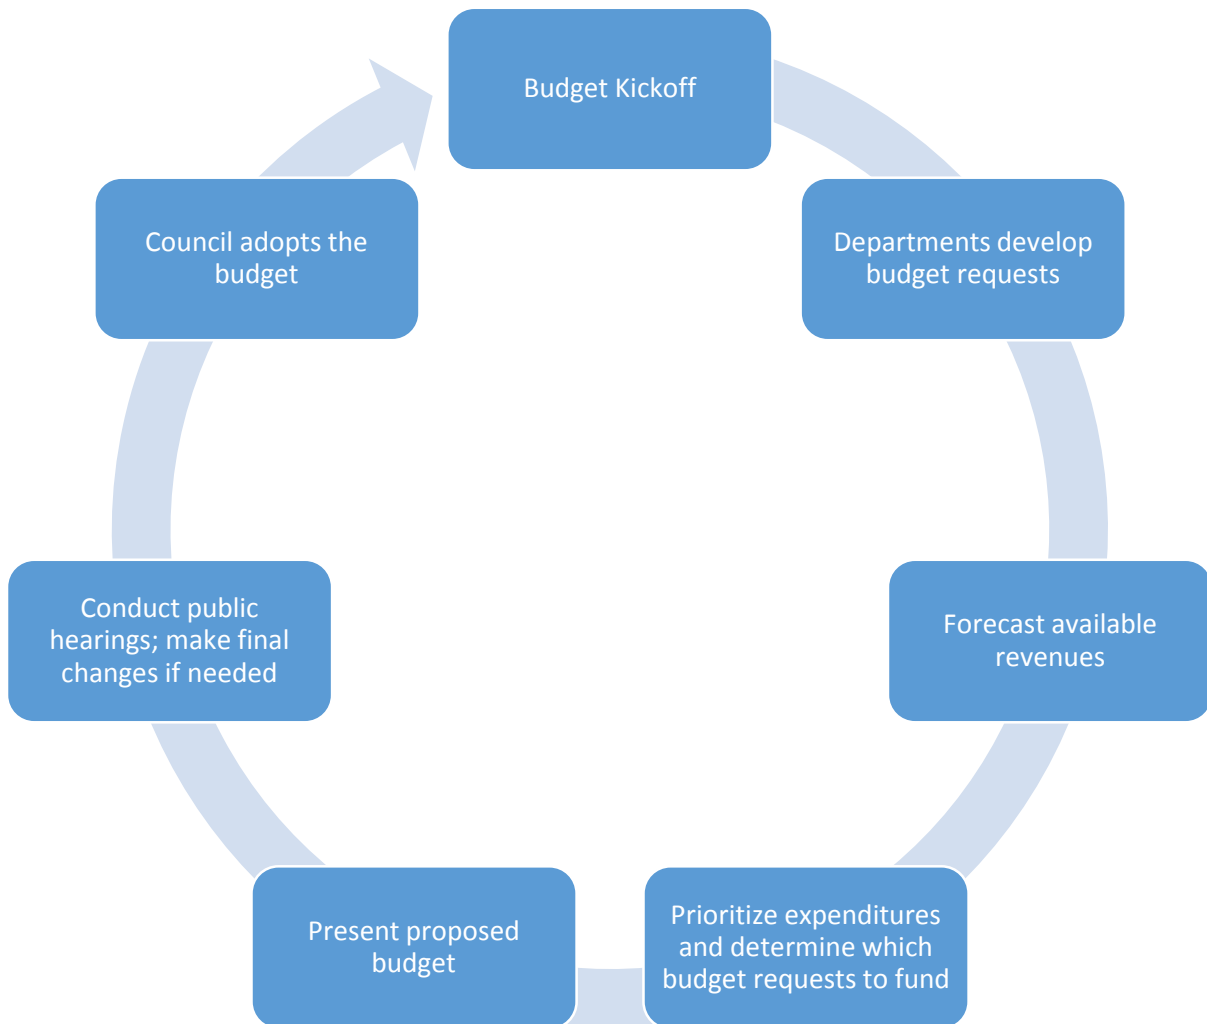 Budget Kickoff
Departments develop
budget requests
Forecast available
revenues
Prioritize expenditures
and determine which
budget requests to fund
Present proposed
budget
Conduct public
hearings; make final
changes if needed
Council adopts the
budget